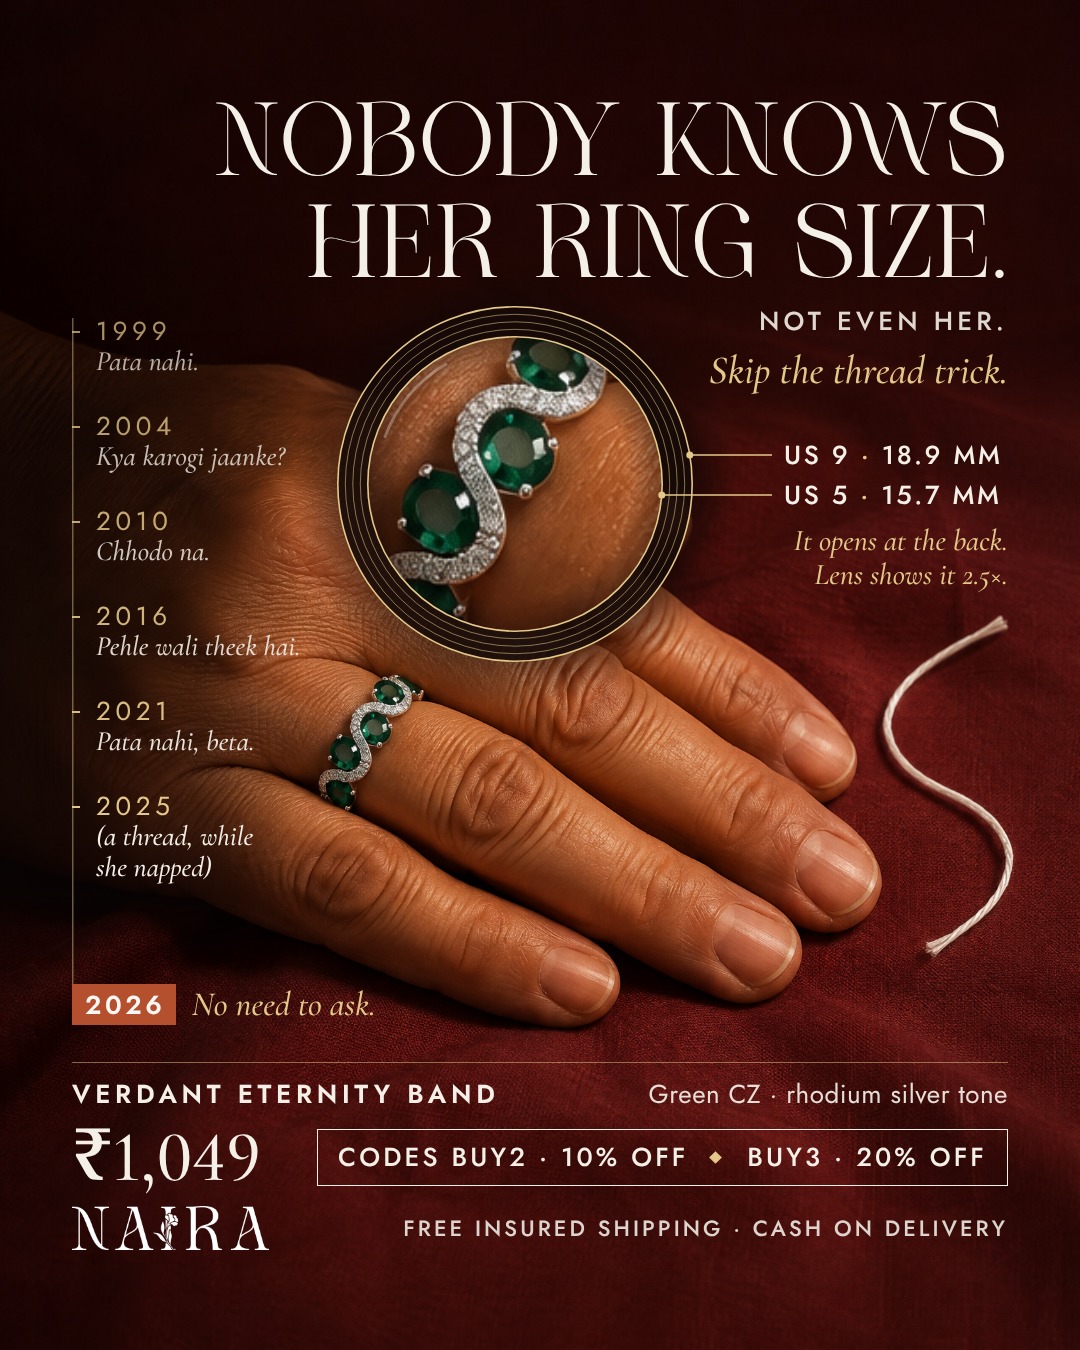 NOBODY KNOWS
HER RING SIZE.
NOT EVEN HER.
Skip the thread trick.
1999
Pata nahi.
2004
Kya karogi jaanke?
2010
Chhodo na.
2016
Pehle wali theek hai.
2021
Pata nahi, beta.
2025
(a thread, while
she napped)
2026 No need to ask.
US 9 · 18.9 MM
US 5 · 15.7 MM
It opens at the back.
Lens shows it 2.5×.
VERDANT ETERNITY BAND
Green CZ · rhodium silver tone
₹1,049
CODES BUY2 · 10% OFF ◆ BUY3 · 20% OFF
NAIRA
FREE INSURED SHIPPING · CASH ON DELIVERY